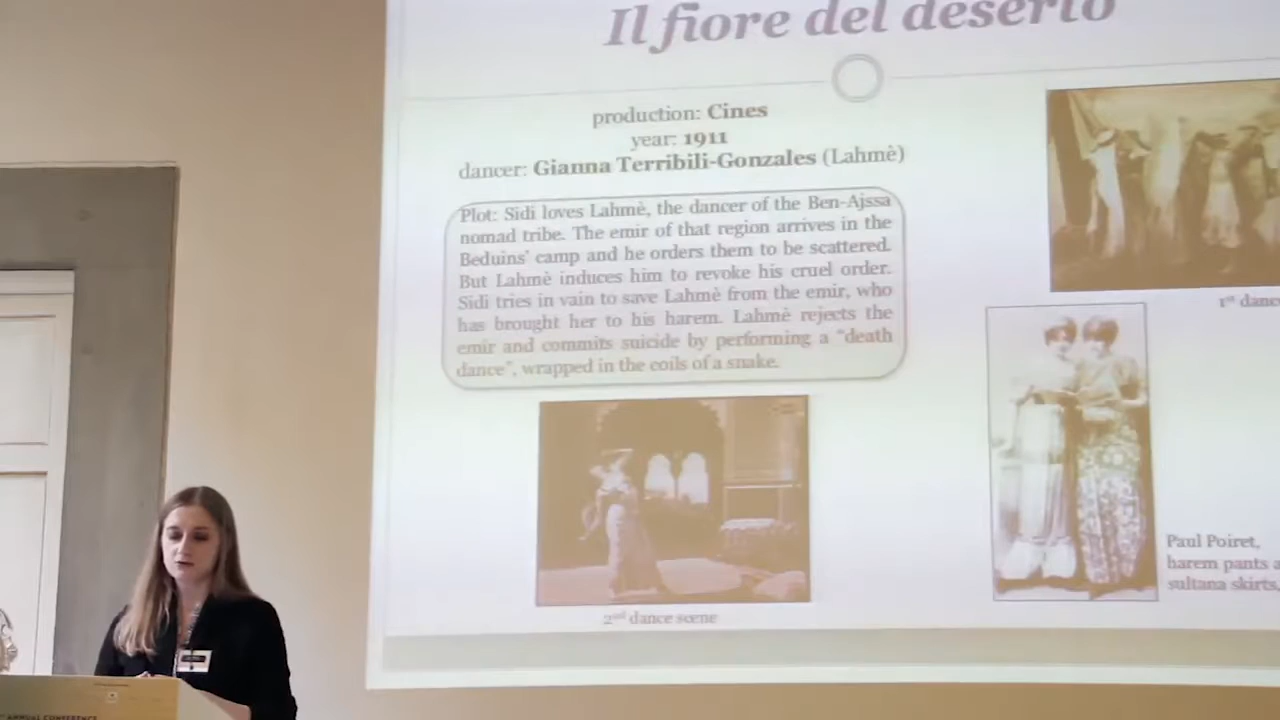 Il fiore del deserto
production: Cines
year: 1911
dancer: Gianna Terribili-Gonzales (Lahmè)
Plot: Sidi loves Lahmè, the dancer of the Ben-Ajssa
nomad tribe. The emir of that region arrives in the
Beduins' camp and he orders them to be scattered.
But Lahmè induces him to revoke his cruel order.
Sidi tries in vain to save Lahmè from the emir, who
has brought her to his harem. Lahmè rejects the
emir and commits suicide by performing a "death
dance", wrapped in the coils of a snake.
2nd dance scene
1st danc
Paul Poiret,
harem pants a
sultana skirts,
ANNUAL CONFERENCE